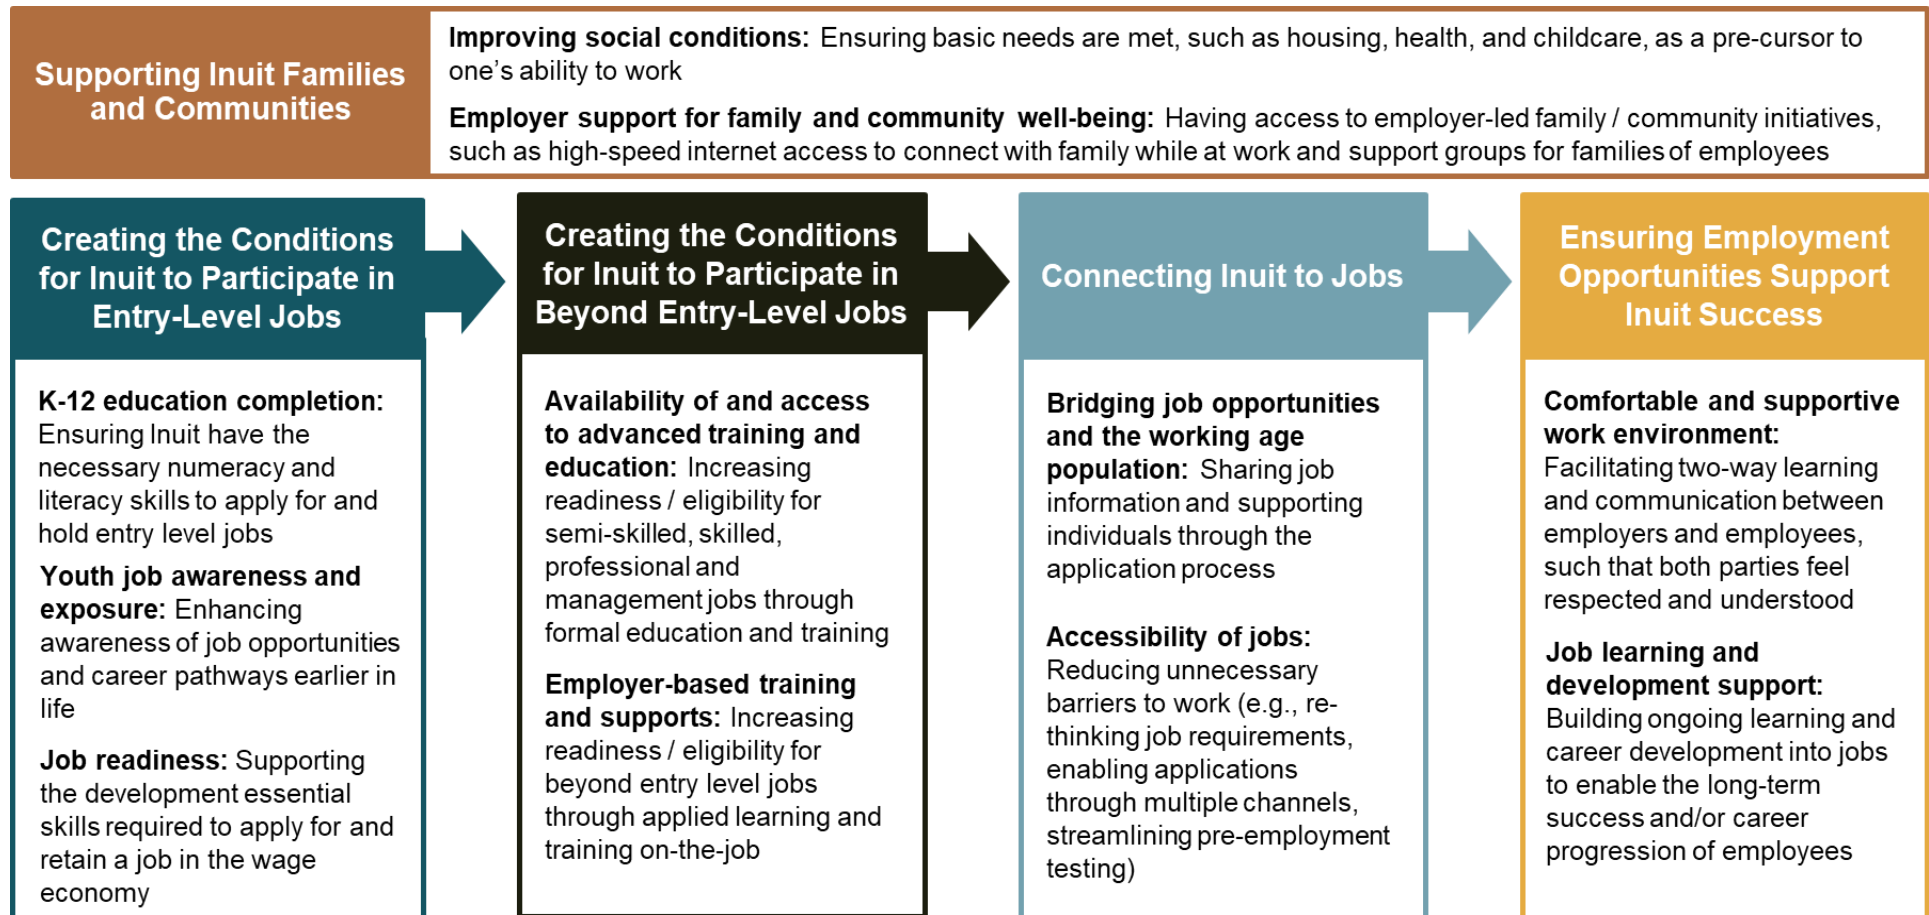 Supporting Inuit Families
and Communities
Improving social conditions: Ensuring basic needs are met, such as housing, health, and childcare, as a pre-cursor to
one’s ability to work
Employer support for family and community well-being: Having access to employer-led family / community initiatives,
such as high-speed internet access to connect with family while at work and support groups for families of employees
Creating the Conditions
for Inuit to Participate in
Entry-Level Jobs
K-12 education completion:
Ensuring Inuit have the
necessary numeracy and
literacy skills to apply for and
hold entry level jobs
Youth job awareness and
exposure: Enhancing
awareness of job opportunities
and career pathways earlier in
life
Job readiness: Supporting
the development essential
skills required to apply for and
retain a job in the wage
economy
Creating the Conditions
for Inuit to Participate in
Beyond Entry-Level Jobs
Availability of and access
to advanced training and
education: Increasing
readiness / eligibility for
semi-skilled, skilled,
professional and
management jobs through
formal education and training
Employer-based training
and supports: Increasing
readiness / eligibility for
beyond entry level jobs
through applied learning and
training on-the-job
Connecting Inuit to Jobs
Bridging job opportunities
and the working age
population: Sharing job
information and supporting
individuals through the
application process
Accessibility of jobs:
Reducing unnecessary
barriers to work (e.g., re-
thinking job requirements,
enabling applications
through multiple channels,
streamlining pre-employment
testing)
Ensuring Employment
Opportunities Support
Inuit Success
Comfortable and supportive
work environment:
Facilitating two-way learning
and communication between
employers and employees,
such that both parties feel
respected and understood
Job learning and
development support:
Building ongoing learning and
career development into jobs
to enable the long-term
success and/or career
progression of employees